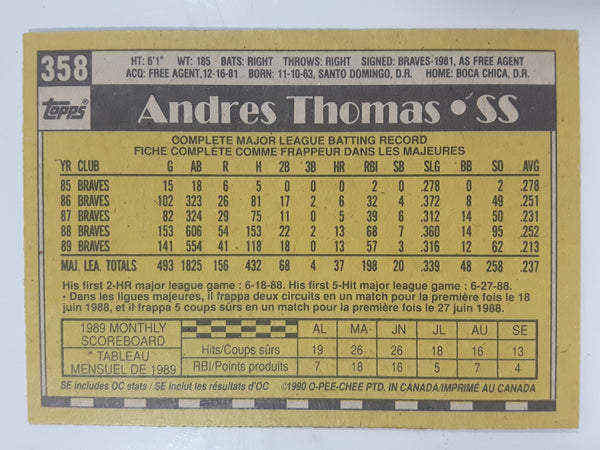 358
HT: 6'1" WT: 185 BATS: RIGHT THROWS: RIGHT SIGNED: BRAVES-1981, AS FREE AGENT
ACQ: FREE AGENT, 12-16-81 BORN: 11-10-63, SANTO DOMINGO, D.R. HOME: BOCA CHICA, D.R.
Topps®
Andres Thomas • SS
COMPLETE MAJOR LEAGUE BATTING RECORD
FICHE COMPLÈTE COMME FRAPPEUR DANS LES MAJEURES
YR CLUB G AB R H 2B 3B HR RBI SB SLG BB SO AVG
85 BRAVES 15 18 6 5 0 0 0 2 0 .278 0 2 .278
86 BRAVES 102 323 26 81 17 2 6 32 4 .372 8 49 .251
87 BRAVES 82 324 29 75 11 0 5 39 6 .312 14 50 .231
88 BRAVES 153 606 54 153 22 2 13 68 7 .360 14 95 .252
89 BRAVES 141 554 41 118 18 0 13 57 3 .316 12 62 .213
MAJ. LEA. TOTALS 493 1825 156 432 68 4 37 198 20 .339 48 258 .237
His first 2-HR major league game : 6-18-88. His first 5-Hit major league game : 6-27-88.
• Dans les ligues majeures, il frappa deux circuits en un match pour la première fois le 18
juin 1988, et il frappa 5 coups sûrs en un match pour la première fois le 27 juin 1988.
1989 MONTHLY
SCOREBOARD
* TABLEAU
MENSUEL DE 1989
AL MA JN JL AU SE
Hits/Coups sûrs 19 26 26 18 16 13
RBI/Points produits 7 18 16 5 7 4
SE includes OC stats / SE inclut les résultats d'OC ©1990 O-PEE-CHEE PTD. IN CANADA/IMPRIMÉ AU CANADA